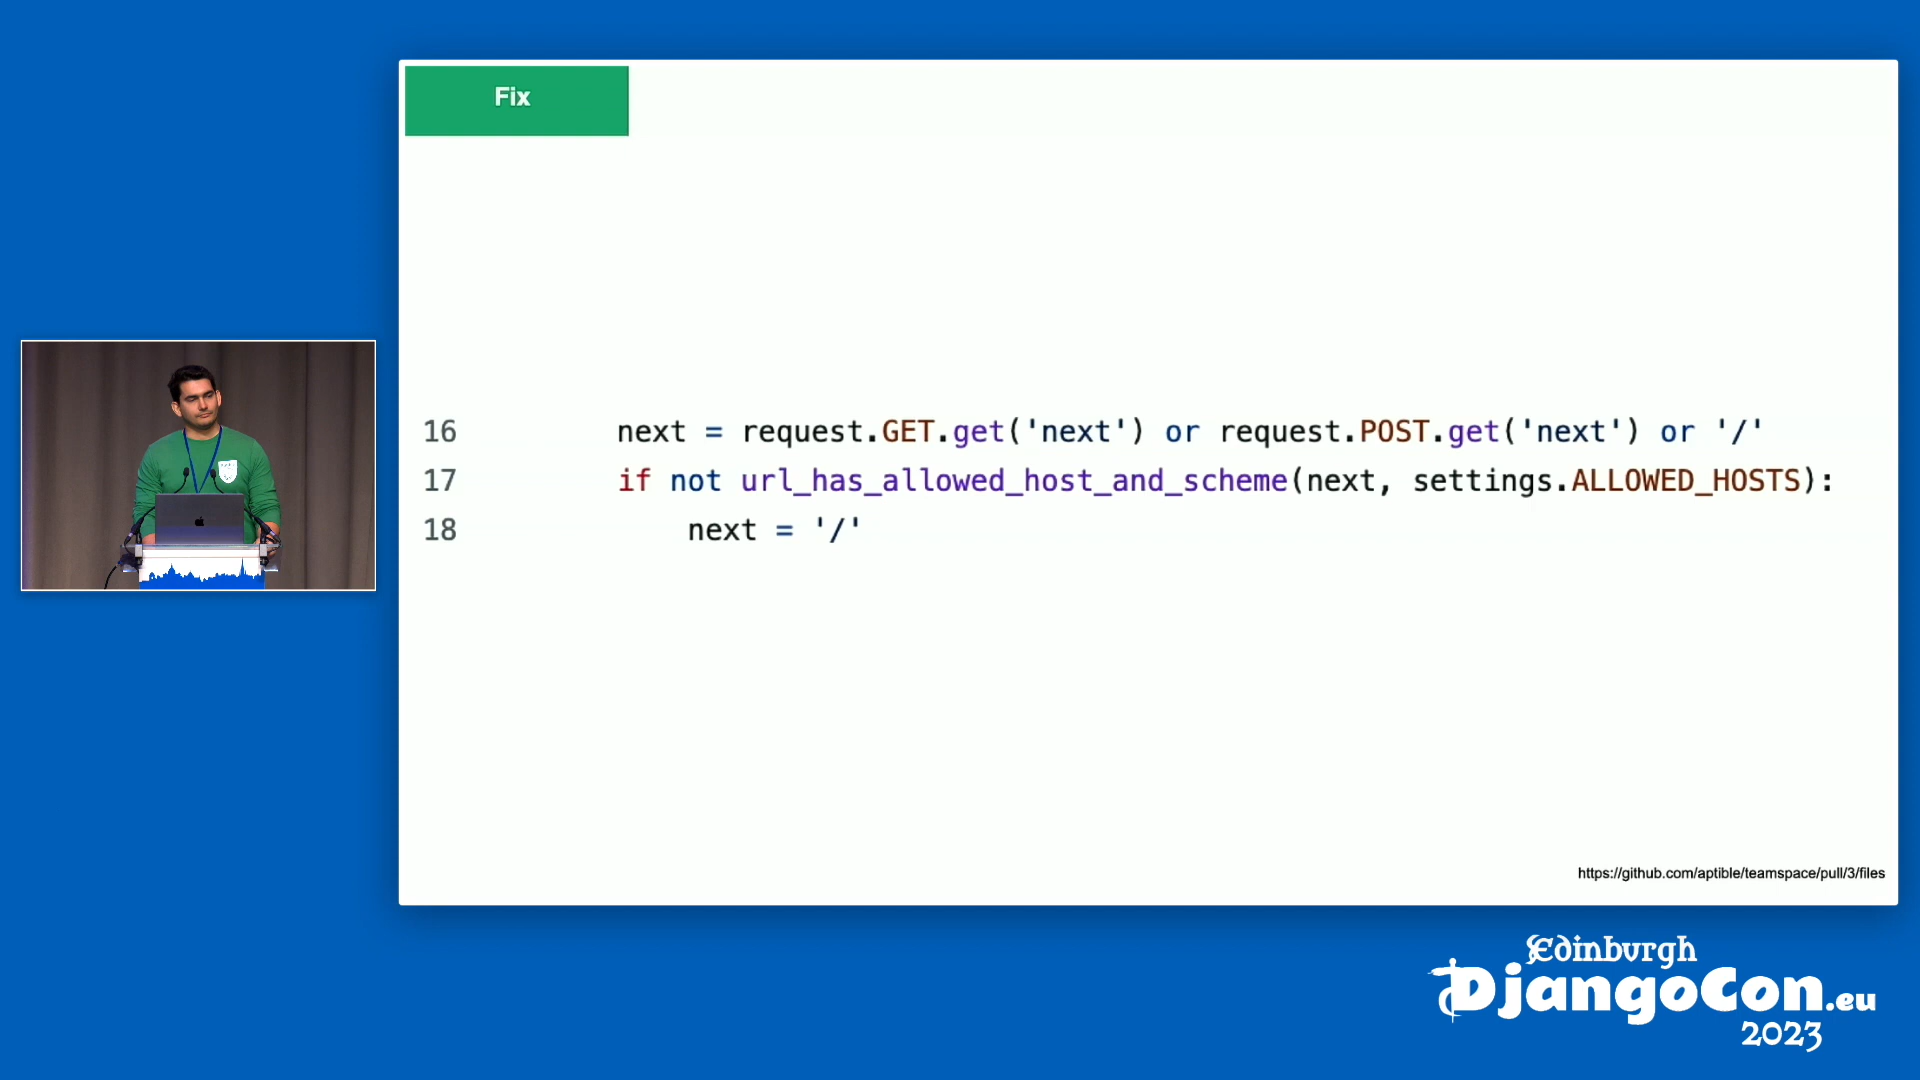 Fix
16 next = request.GET.get('next') or request.POST.get('next') or '/'
17 if not url_has_allowed_host_and_scheme(next, settings.ALLOWED_HOSTS):
18 next = '/'
https://github.com/aptible/teamspace/pull/3/files
Edinburgh
DjangoCon.eu
2023